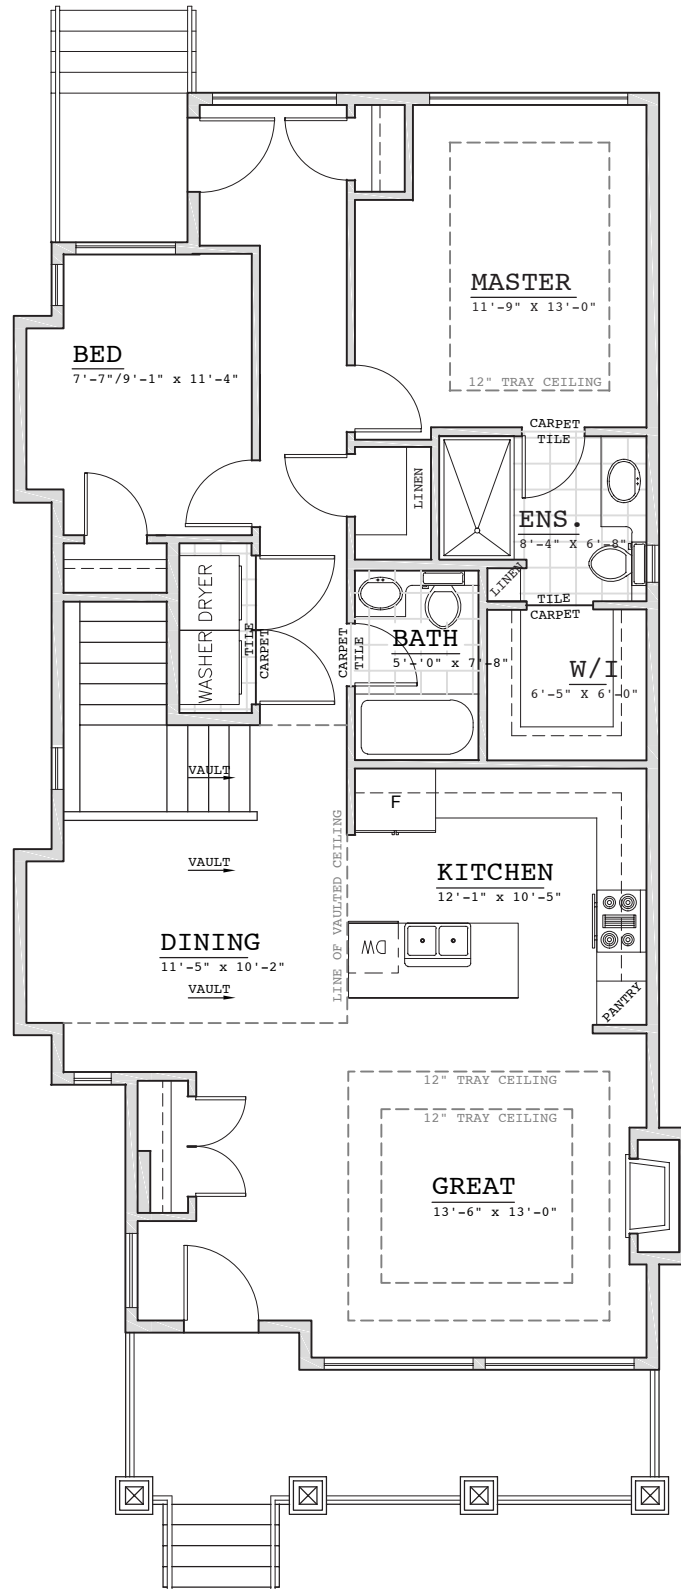 MASTER
11'-9" X 13'-0"
BED
7'-7"/9'-1" x 11'-4"
12" TRAY CEILING
CARPET
TILE
LINEN
ENS.
8'-4" X 6'-8"
WASHER DRYER
TILE
CARPET
LINEN
TILE
CARPET
CARPET
TILE
BATH
5'-'0" x 7'-8"
W/I
6'-5" X 6'-0"
VAULT
F
LINE OF VAULTED CEILING
VAULT
KITCHEN
12'-1" x 10'-5"
DINING
11'-5" x 10'-2"
DW
VAULT
PANTRY
12" TRAY CEILING
12" TRAY CEILING
GREAT
13'-6" x 13'-0"